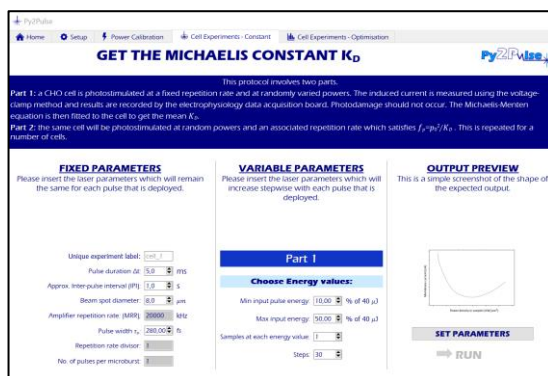 Py2Pulse
Home Setup Power Calibration Cell Experiments - Constant Cell Experiments - Optimisation
GET THE MICHAELIS CONSTANT K_D
Py2Pulse
This protocol involves two parts.
Part 1: a CHO cell is photostimulated at a fixed repetition rate and at randomly varied powers. The induced current is measured using the voltage-
clamp method and results are recorded by the electrophysiology data acquisition board. Photodamage should not occur. The Michaelis-Menten
equation is then fitted to the cell to get the mean K_D.
Part 2: the same cell will be photostimulated at random powers and an associated repetition rate which satisfies f_p=p_0²/K_D . This is repeated for a
number of cells.
FIXED PARAMETERS
Please insert the laser parameters which will remain
the same for each pulse that is deployed.
Unique experiment label: cell_1
Pulse duration Δt: 5,0 ms
Approx. Inter-pulse interval (IPI): 1,0 s
Beam spot diameter: 8,0 μm
Amplifier repetition rate (MRR): 20000 kHz
Pulse width τ: 280,00 fs
Repetition rate divisor:
No. of pulses per microburst:
VARIABLE PARAMETERS
Please insert the laser parameters which will
increase stepwise with each pulse that is
deployed.
Part 1
Choose Energy values:
Min input pulse energy: 10,00 % of 40 μJ
Max input energy: 50,00 % of 40 μJ
Samples at each energy value: 1
Steps: 30
OUTPUT PREVIEW
This is a simple screenshot of the shape of
the expected output.
SET PARAMETERS
RUN